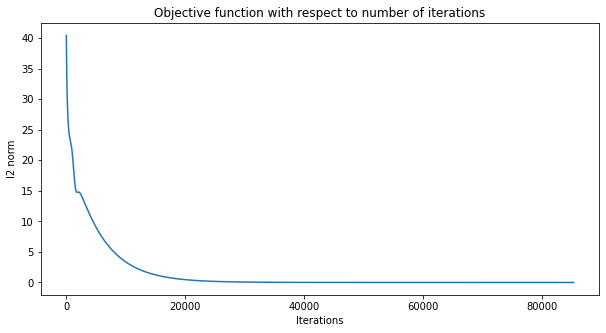 Objective function with respect to number of iterations
40
35
30
25
20
15
10
5
0
l2 norm
0 20000 40000 60000 80000
Iterations